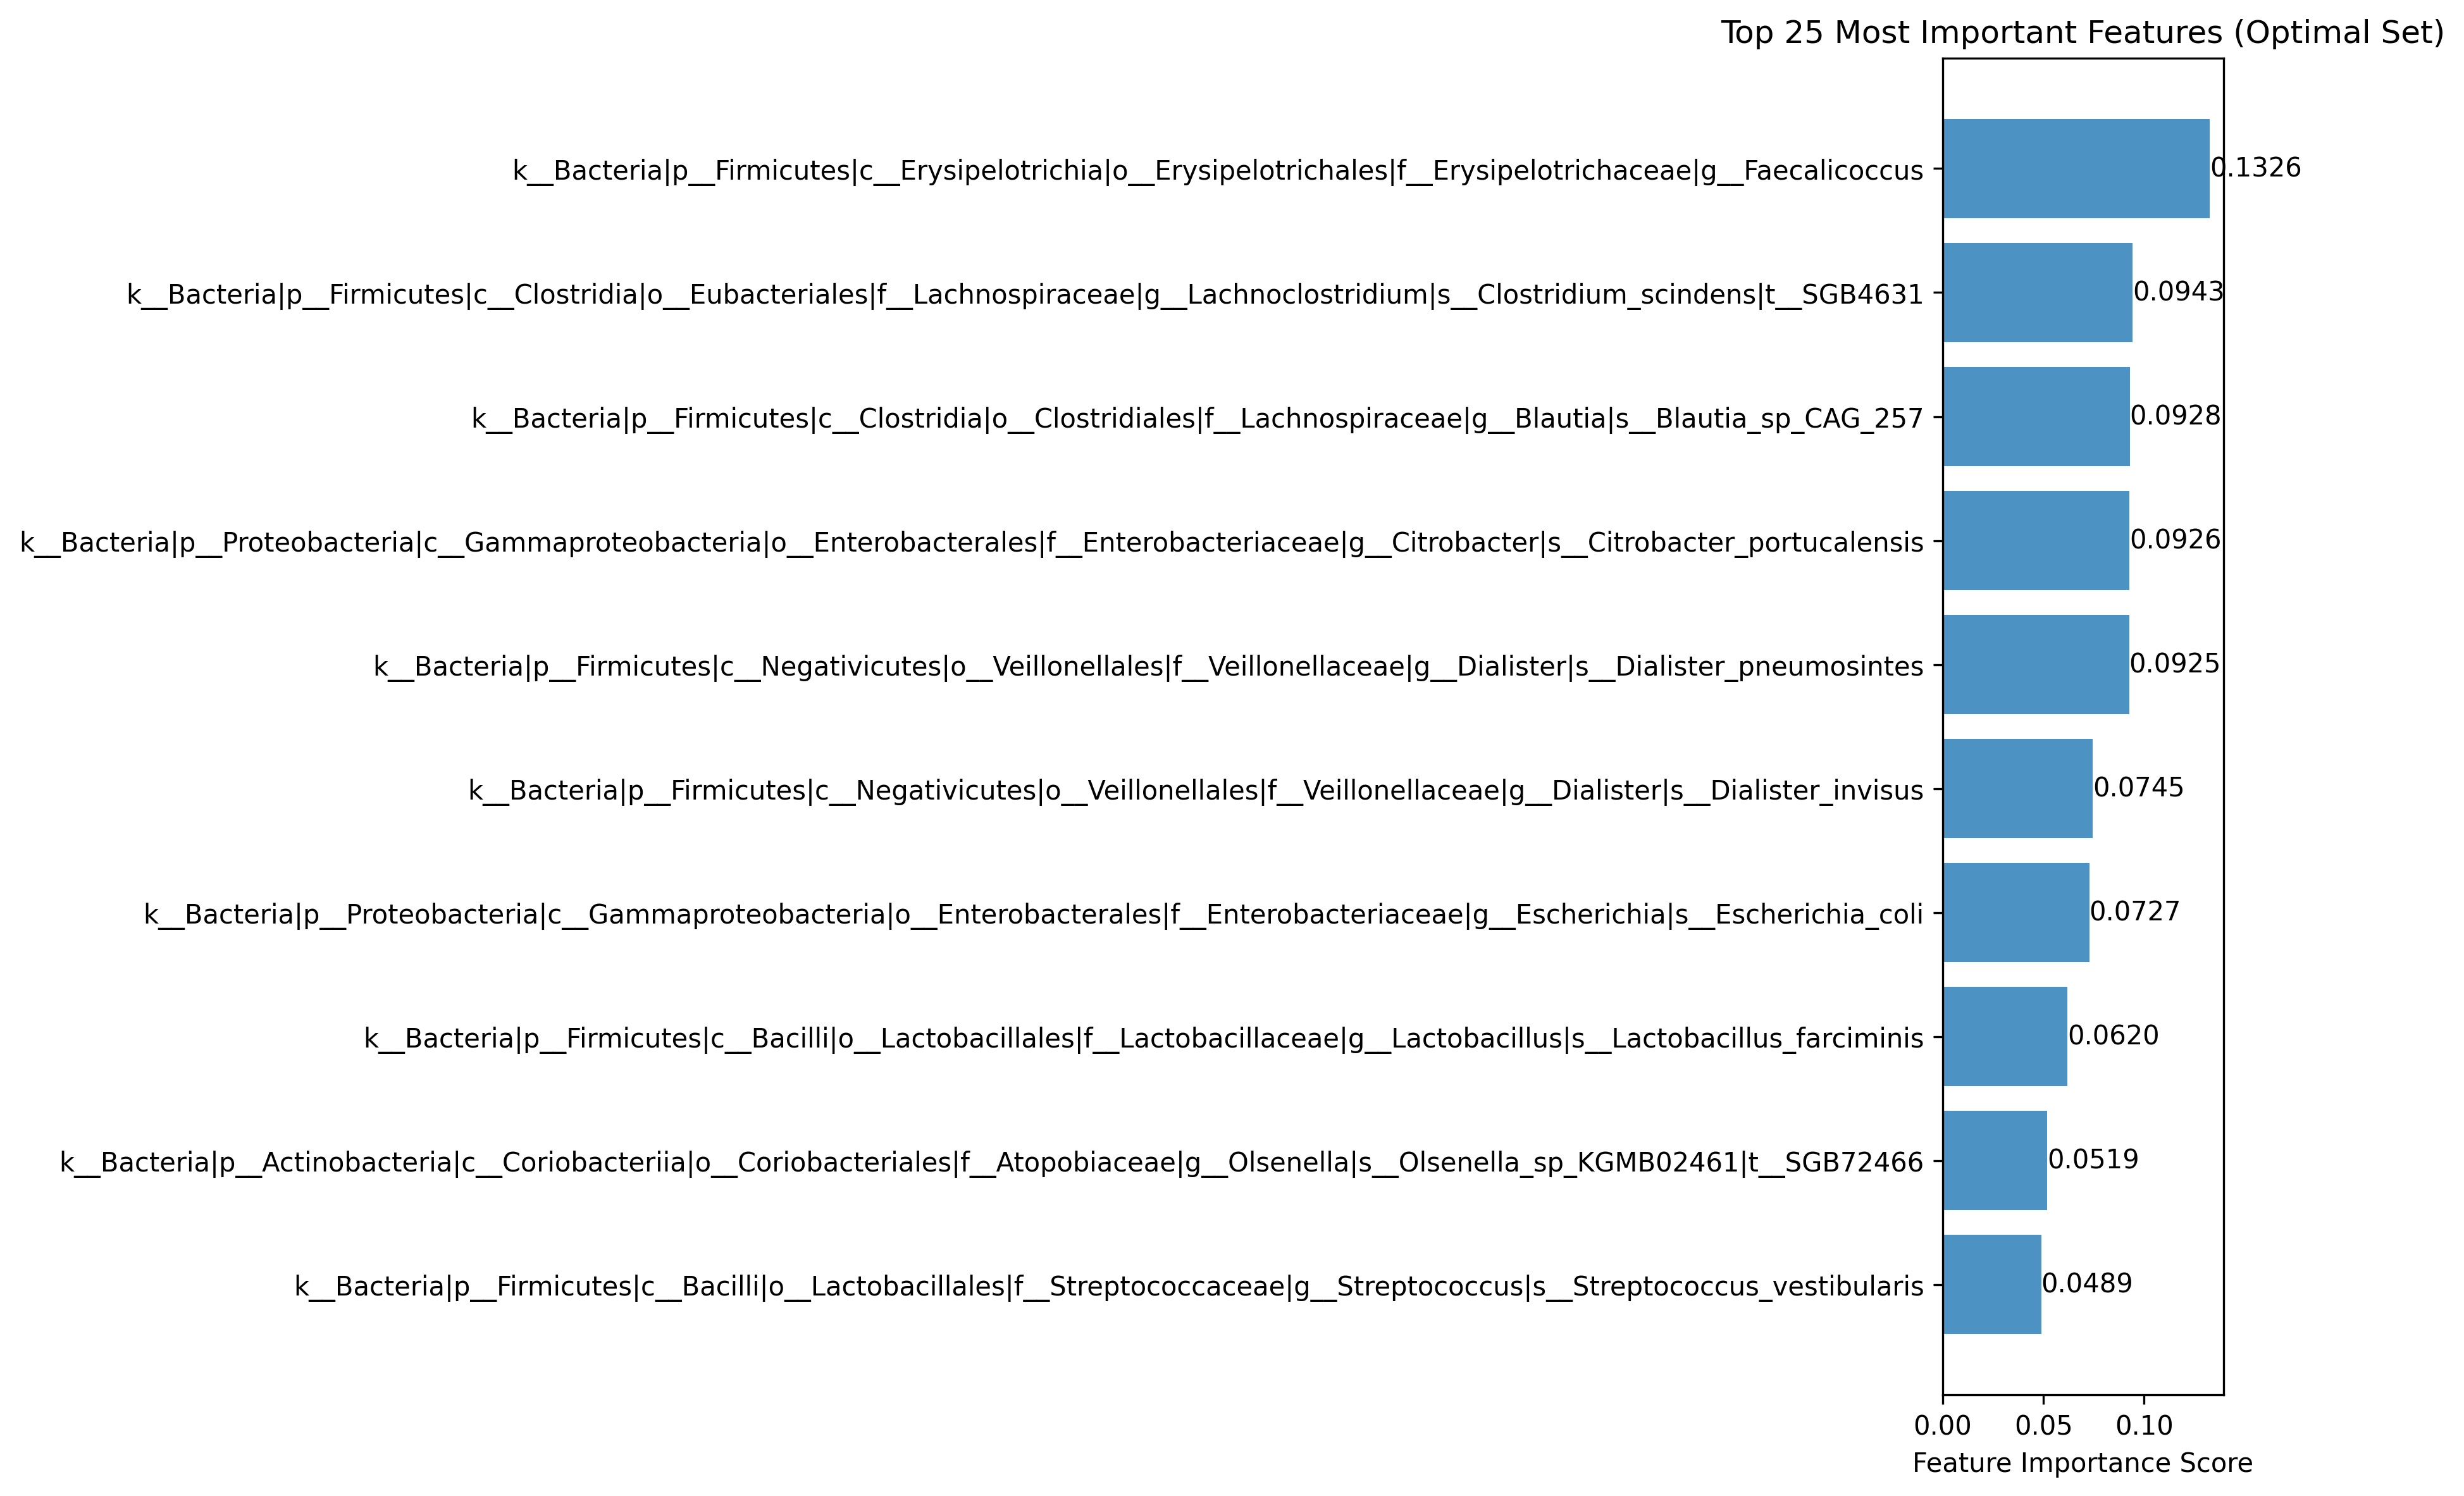 Top 25 Most Important Features (Optimal Set)
k__Bacteria|p__Firmicutes|c__Erysipelotrichia|o__Erysipelotrichales|f__Erysipelotrichaceae|g__Faecalicoccus 0.1326
k__Bacteria|p__Firmicutes|c__Clostridia|o__Eubacteriales|f__Lachnospiraceae|g__Lachnoclostridium|s__Clostridium_scindens|t__SGB4631 0.0943
k__Bacteria|p__Firmicutes|c__Clostridia|o__Clostridiales|f__Lachnospiraceae|g__Blautia|s__Blautia_sp_CAG_257 0.0928
k__Bacteria|p__Proteobacteria|c__Gammaproteobacteria|o__Enterobacterales|f__Enterobacteriaceae|g__Citrobacter|s__Citrobacter_portucalensis 0.0926
k__Bacteria|p__Firmicutes|c__Negativicutes|o__Veillonellales|f__Veillonellaceae|g__Dialister|s__Dialister_pneumosintes 0.0925
k__Bacteria|p__Firmicutes|c__Negativicutes|o__Veillonellales|f__Veillonellaceae|g__Dialister|s__Dialister_invisus 0.0745
k__Bacteria|p__Proteobacteria|c__Gammaproteobacteria|o__Enterobacterales|f__Enterobacteriaceae|g__Escherichia|s__Escherichia_coli 0.0727
k__Bacteria|p__Firmicutes|c__Bacilli|o__Lactobacillales|f__Lactobacillaceae|g__Lactobacillus|s__Lactobacillus_farciminis 0.0620
k__Bacteria|p__Actinobacteria|c__Coriobacteriia|o__Coriobacteriales|f__Atopobiaceae|g__Olsenella|s__Olsenella_sp_KGMB02461|t__SGB72466 0.0519
k__Bacteria|p__Firmicutes|c__Bacilli|o__Lactobacillales|f__Streptococcaceae|g__Streptococcus|s__Streptococcus_vestibularis 0.0489
0.00 0.05 0.10
Feature Importance Score